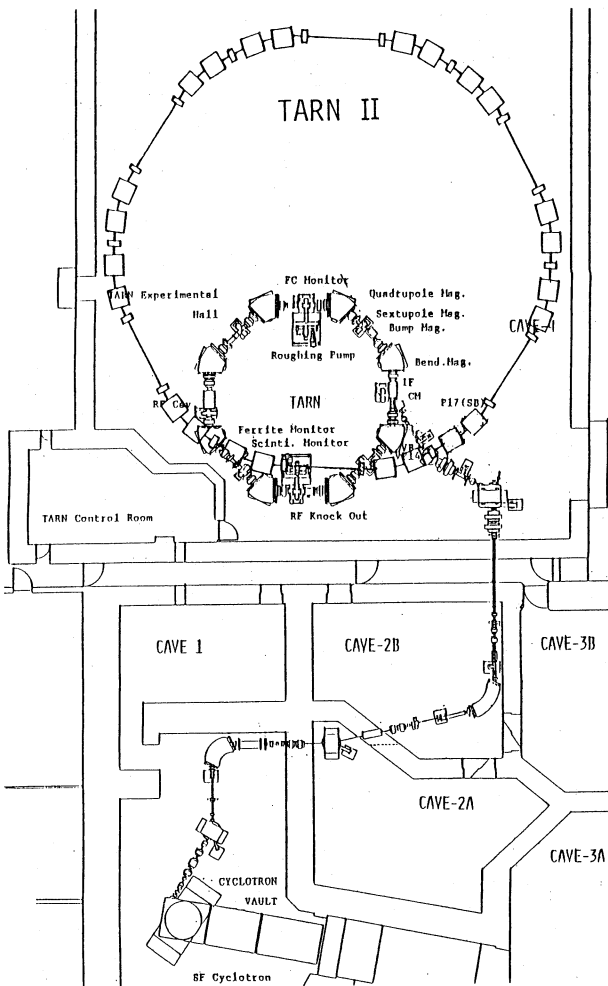 TARN II
FC Monitor
TARN Experimental
Hall
Quadtupole Mag.
Sextupole Mag.
Bump Mag.
CAVE-4
Roughing Pump
Bend.Mag.
IF
CM
TARN
RF Cav
P17(SB)
Ferrite Monitor
Scinti. Monitor
RF Knock Out
TARN Control Room
CAVE 1
CAVE-2B
CAVE-3B
CAVE-2A
CAVE-3A
CYCLOTRON
VAULT
SF Cyclotron